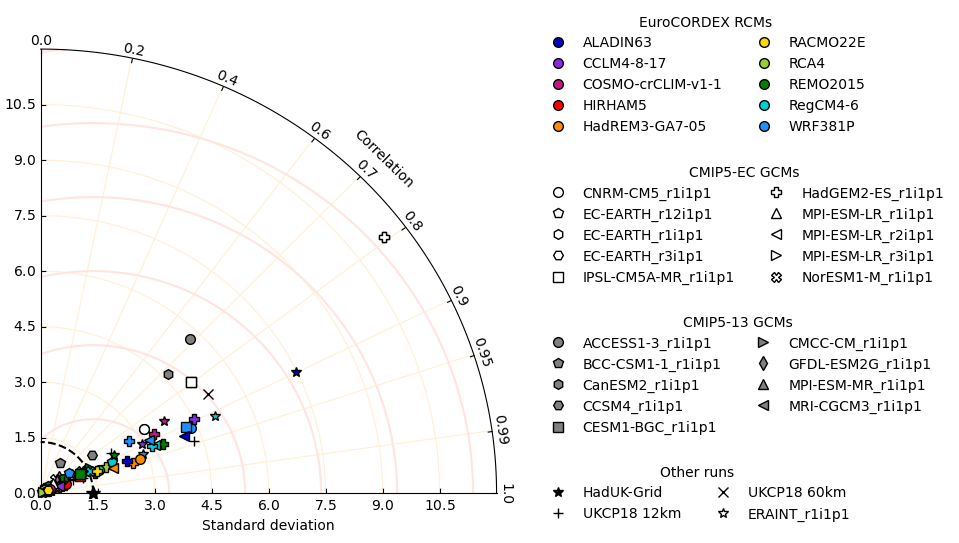 0.0
0.2
0.4
0.6
Correlation
0.7
0.8
0.9
0.95
0.99
1.0
10.5
9.0
7.5
6.0
4.5
3.0
1.5
0.0
0.0 1.5 3.0 4.5 6.0 7.5 9.0 10.5
Standard deviation
EuroCORDEX RCMs
ALADIN63 RACMO22E
CCLM4-8-17 RCA4
COSMO-crCLIM-v1-1 REMO2015
HIRHAM5 RegCM4-6
HadREM3-GA7-05 WRF381P
CMIP5-EC GCMs
CNRM-CM5_r1i1p1 HadGEM2-ES_r1i1p1
EC-EARTH_r12i1p1 MPI-ESM-LR_r1i1p1
EC-EARTH_r1i1p1 MPI-ESM-LR_r2i1p1
EC-EARTH_r3i1p1 MPI-ESM-LR_r3i1p1
IPSL-CM5A-MR_r1i1p1 NorESM1-M_r1i1p1
CMIP5-13 GCMs
ACCESS1-3_r1i1p1 CMCC-CM_r1i1p1
BCC-CSM1-1_r1i1p1 GFDL-ESM2G_r1i1p1
CanESM2_r1i1p1 MPI-ESM-MR_r1i1p1
CCSM4_r1i1p1 MRI-CGCM3_r1i1p1
CESM1-BGC_r1i1p1
Other runs
HadUK-Grid UKCP18 60km
UKCP18 12km ERAINT_r1i1p1